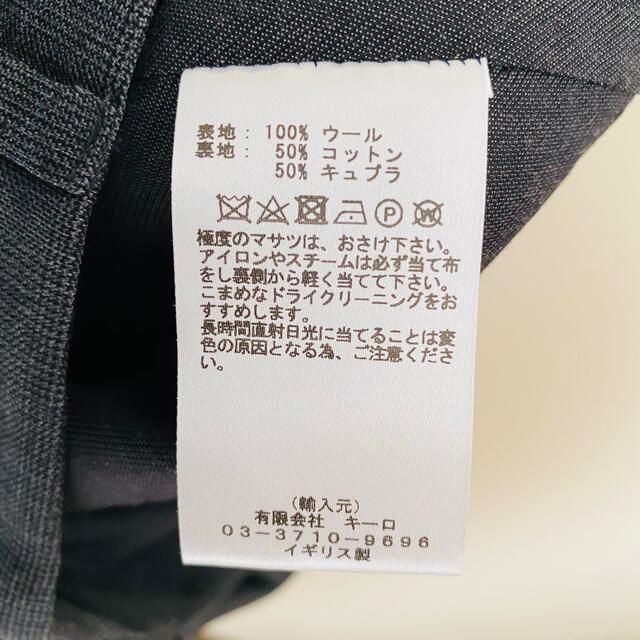 表地： 100% ウール
裏地： 50% コットン
50% キュプラ
P W
極度のマサツは、おさけ下さい。
アイロンやスチームは必ず当て布
をし裏側から軽く当てて下さい。
こまめなドライクリーニングをお
すすめします。
長時間直射日光に当てることは変
色の原因となる為、ご注意くださ
い。
（輸入元）
有限会社 キーロ
03-3710-9696
イギリス製